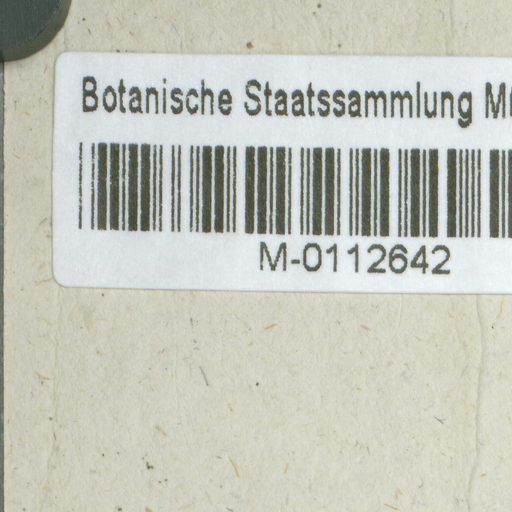 Botanische Staatssammlung
M-0112642